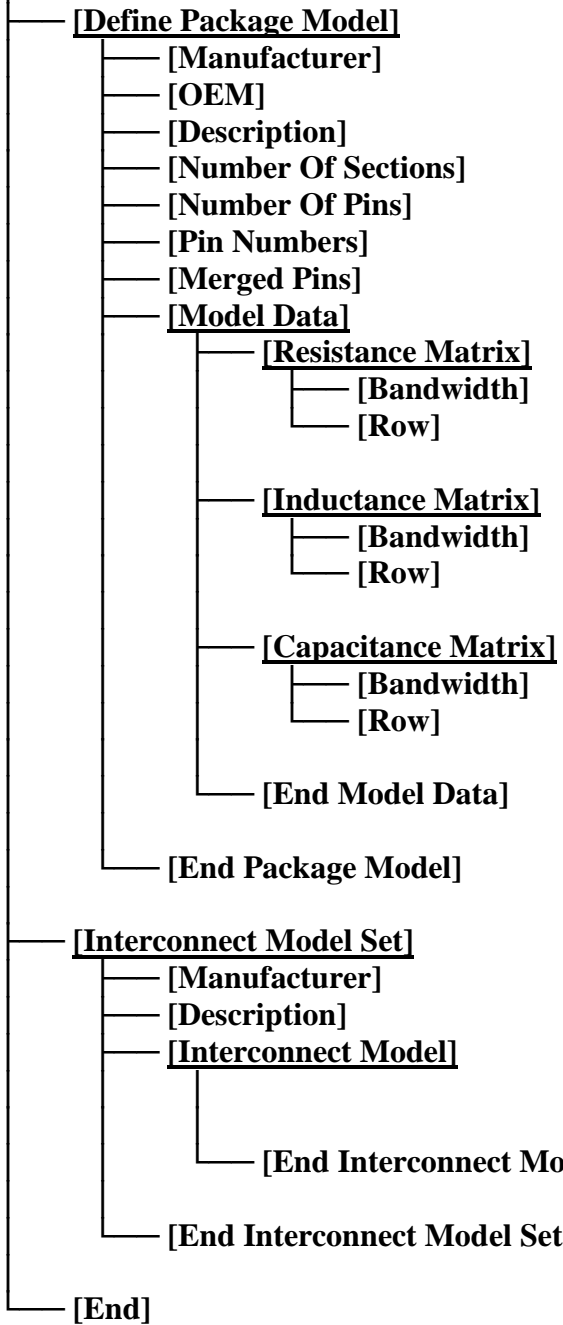 [Define Package Model]
[Manufacturer]
[OEM]
[Description]
[Number Of Sections]
[Number Of Pins]
[Pin Numbers]
[Merged Pins]
[Model Data]
[Resistance Matrix]
[Bandwidth]
[Row]
[Inductance Matrix]
[Bandwidth]
[Row]
[Capacitance Matrix]
[Bandwidth]
[Row]
[End Model Data]
[End Package Model]
[Interconnect Model Set]
[Manufacturer]
[Description]
[Interconnect Model]
[End Interconnect
[End Interconnect Model Set
[End]